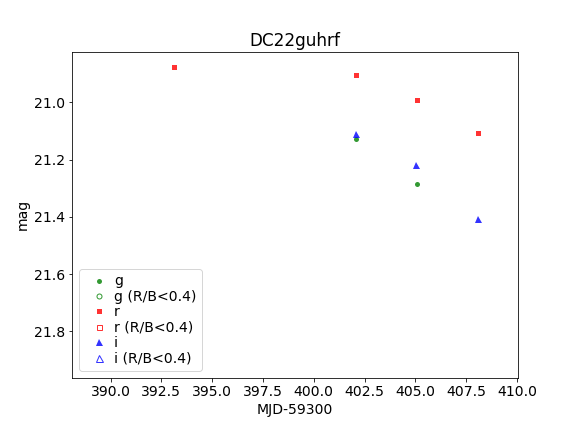 DC22guhrf
21.0
21.2
21.4
21.6
21.8
mag
g
g (R/B<0.4)
r
r (R/B<0.4)
i
i (R/B<0.4)
390.0 392.5 395.0 397.5 400.0 402.5 405.0 407.5 410.0
MJD-59300